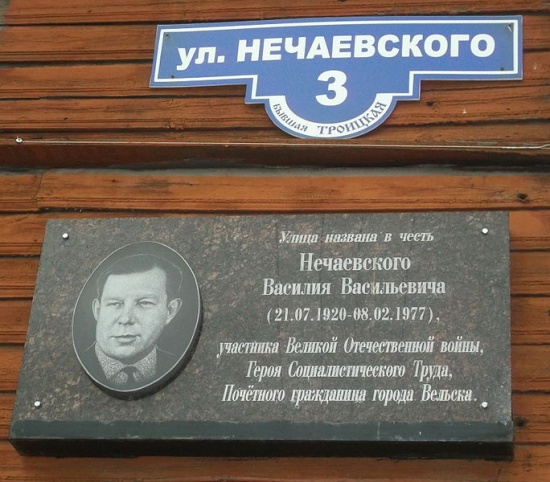 ул. НЕЧАЕВСКОГО
3
БЫВШАЯ ТРОИЦКАЯ
Улица названа в честь
Нечаевского
Василия Васильевича
(21.07.1920-08.02.1977),
участника Великой Отечественной войны,
Героя Социалистического Труда,
Почётного гражданина города Вельска.